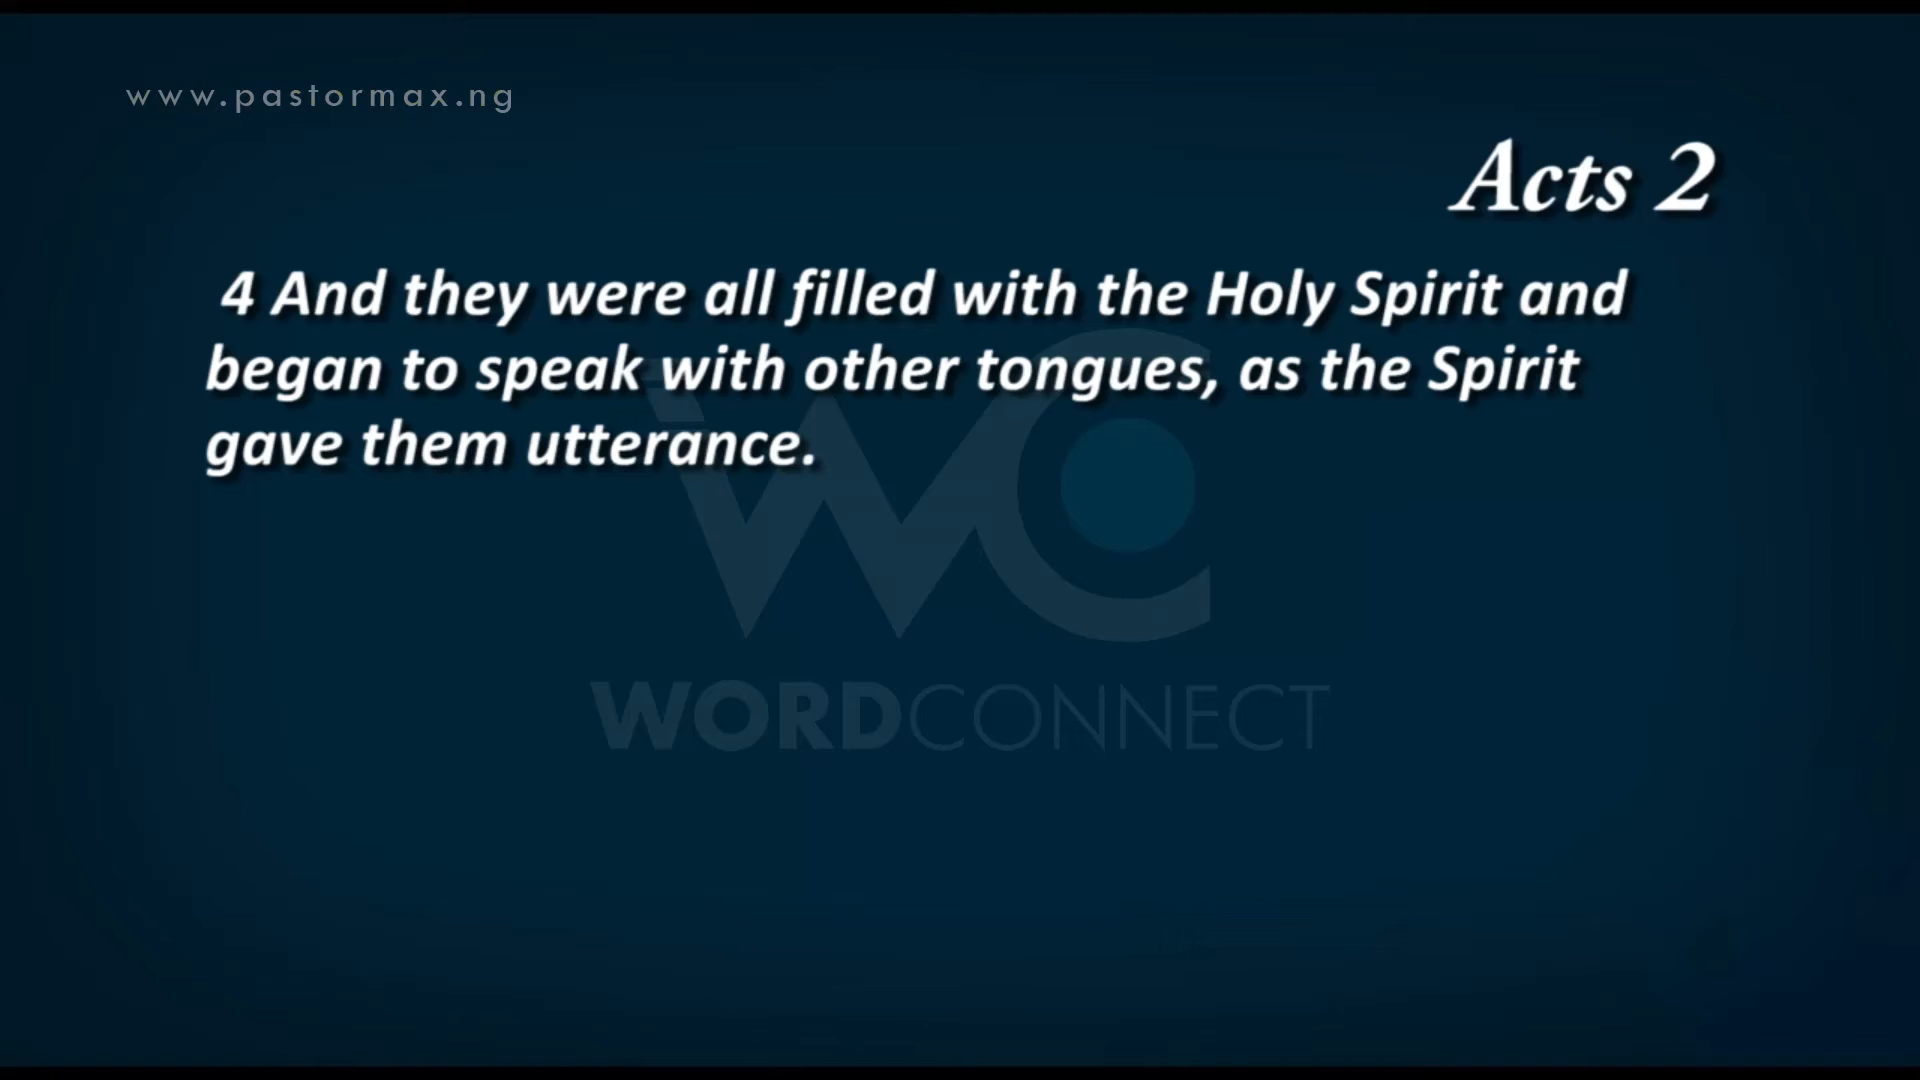 www.pastormax.ng
Acts 2
4 And they were all filled with the Holy Spirit and
began to speak with other tongues, as the Spirit
gave them utterance.
WC
WORDCONNECT